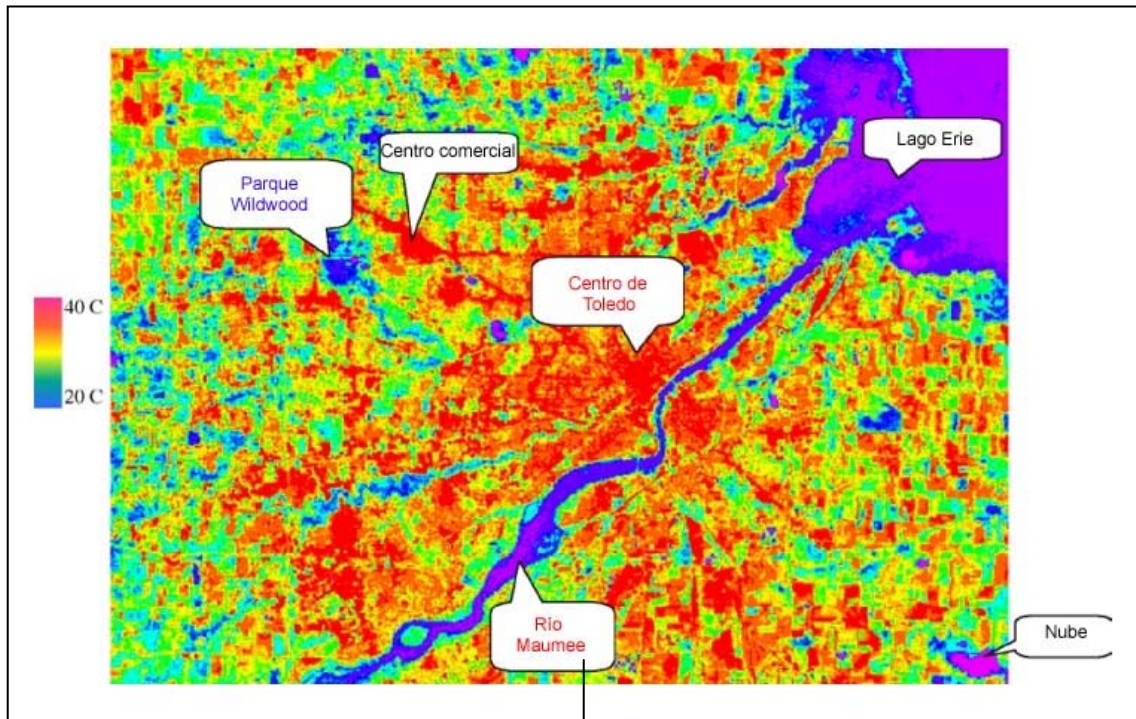 Lago Erie
Centro comercial
Parque
Wildwood
Centro de
Toledo
40 C
20 C
Río
Maumee
Nube